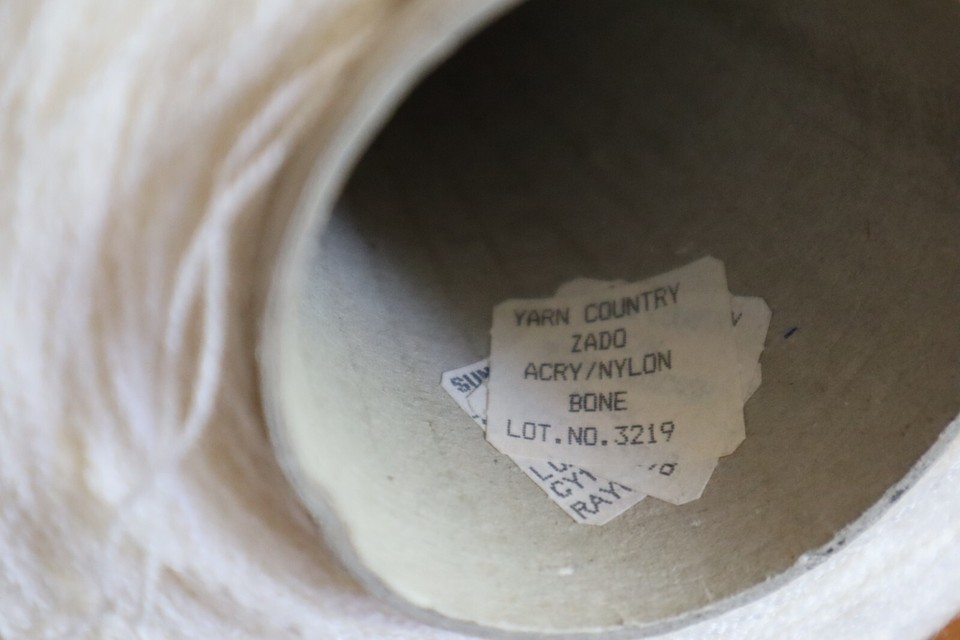 YARN COUNTRY
ZADO
ACRY/NYLON
BONE
LOT.NO.3219